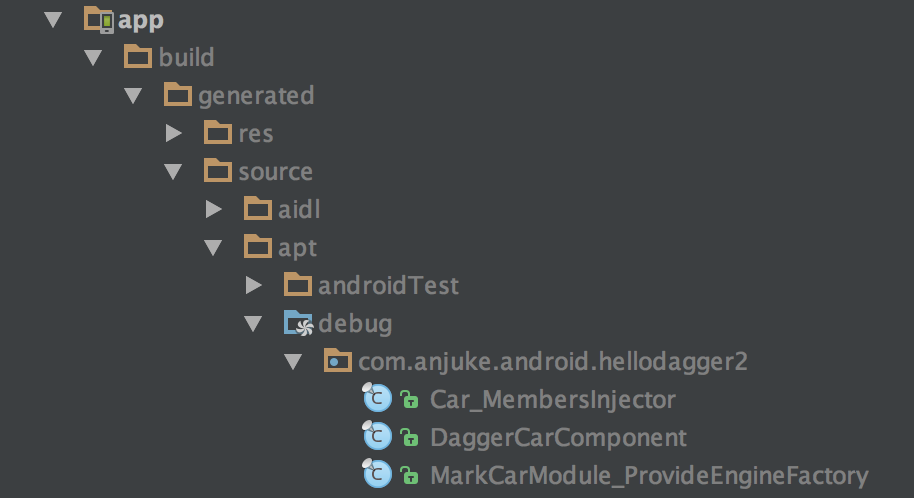 app
build
generated
res
source
aidl
apt
androidTest
debug
com.anjuke.android.hellodagger2
Car_MembersInjector
DaggerCarComponent
MarkCarModule_ProvideEngineFactory